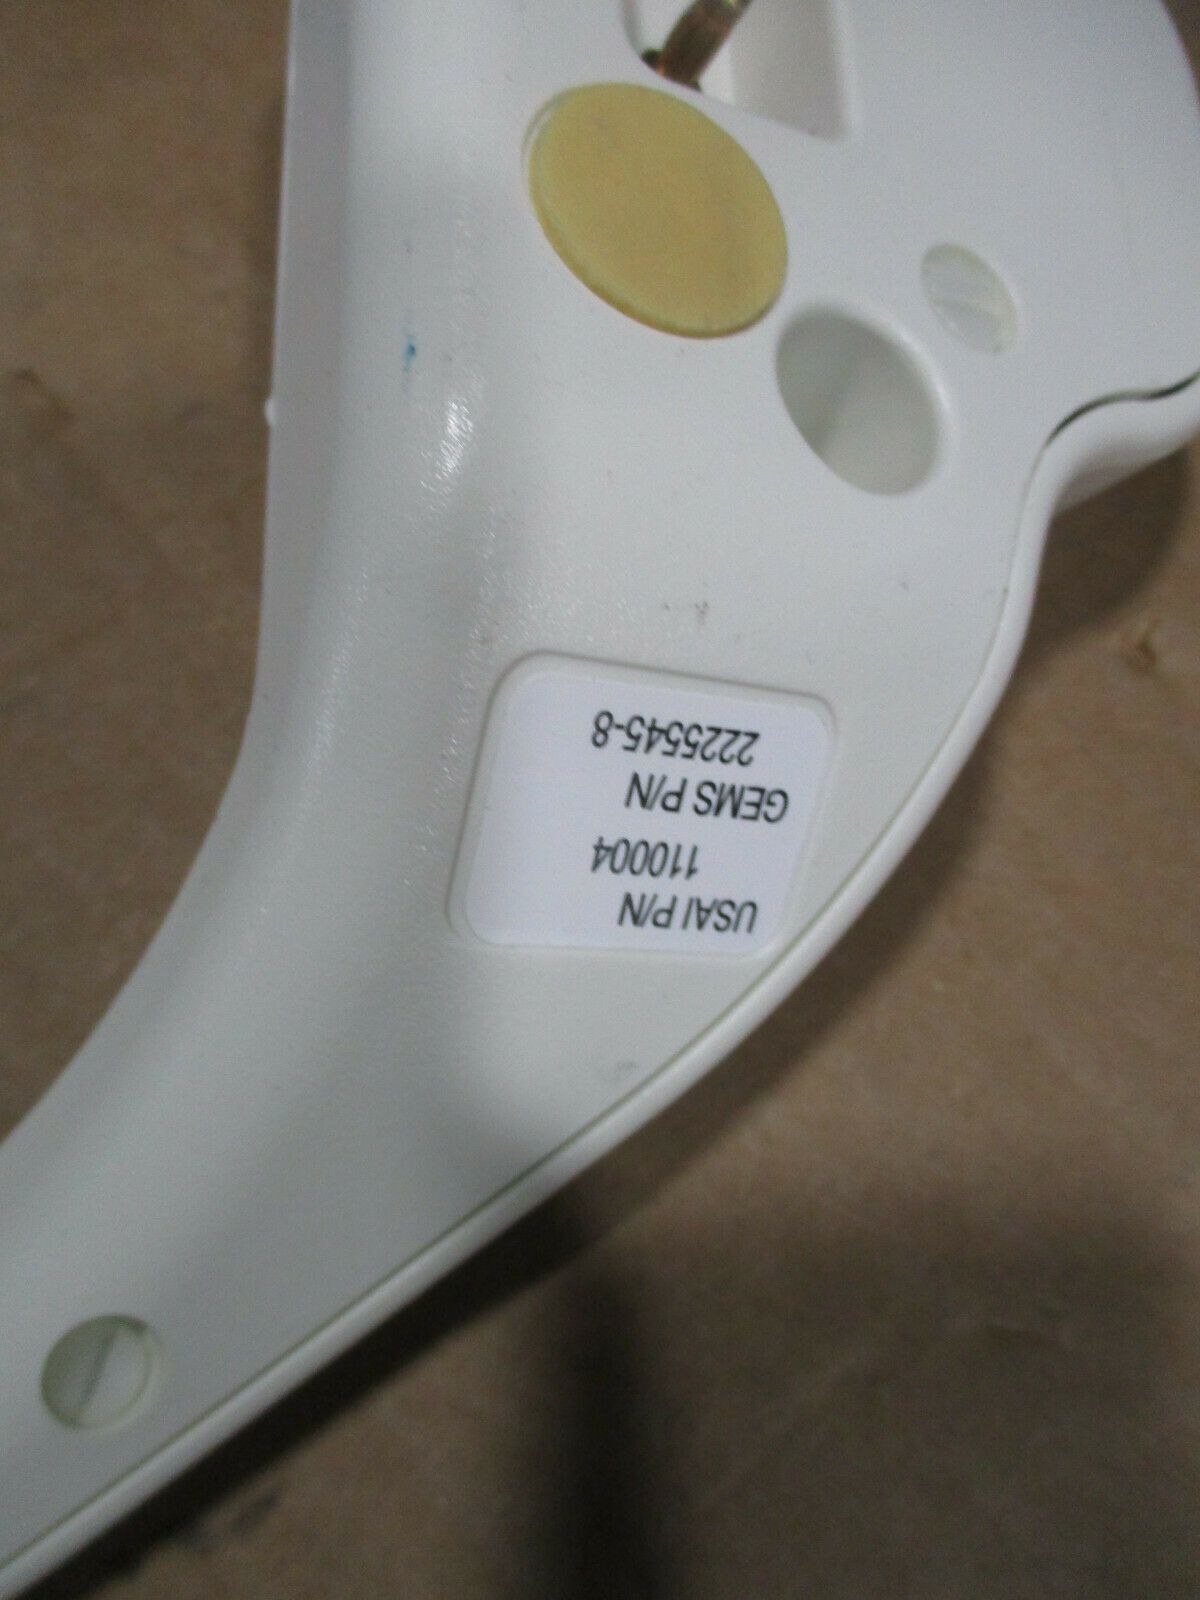 USAI P/N
110004
GEMS P/N
2225545-8